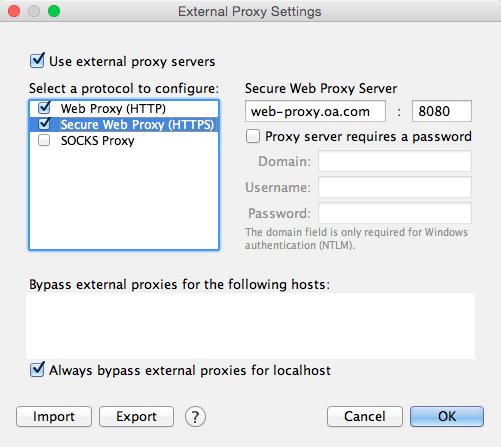 External Proxy Settings
Use external proxy servers
Select a protocol to configure:
Web Proxy (HTTP)
Secure Web Proxy (HTTPS)
SOCKS Proxy
Secure Web Proxy Server
web-proxy.oa.com : 8080
Proxy server requires a password
Domain:
Username:
Password:
The domain field is only required for Windows
authentication (NTLM).
Bypass external proxies for the following hosts:
Always bypass external proxies for localhost
Import Export ? Cancel OK